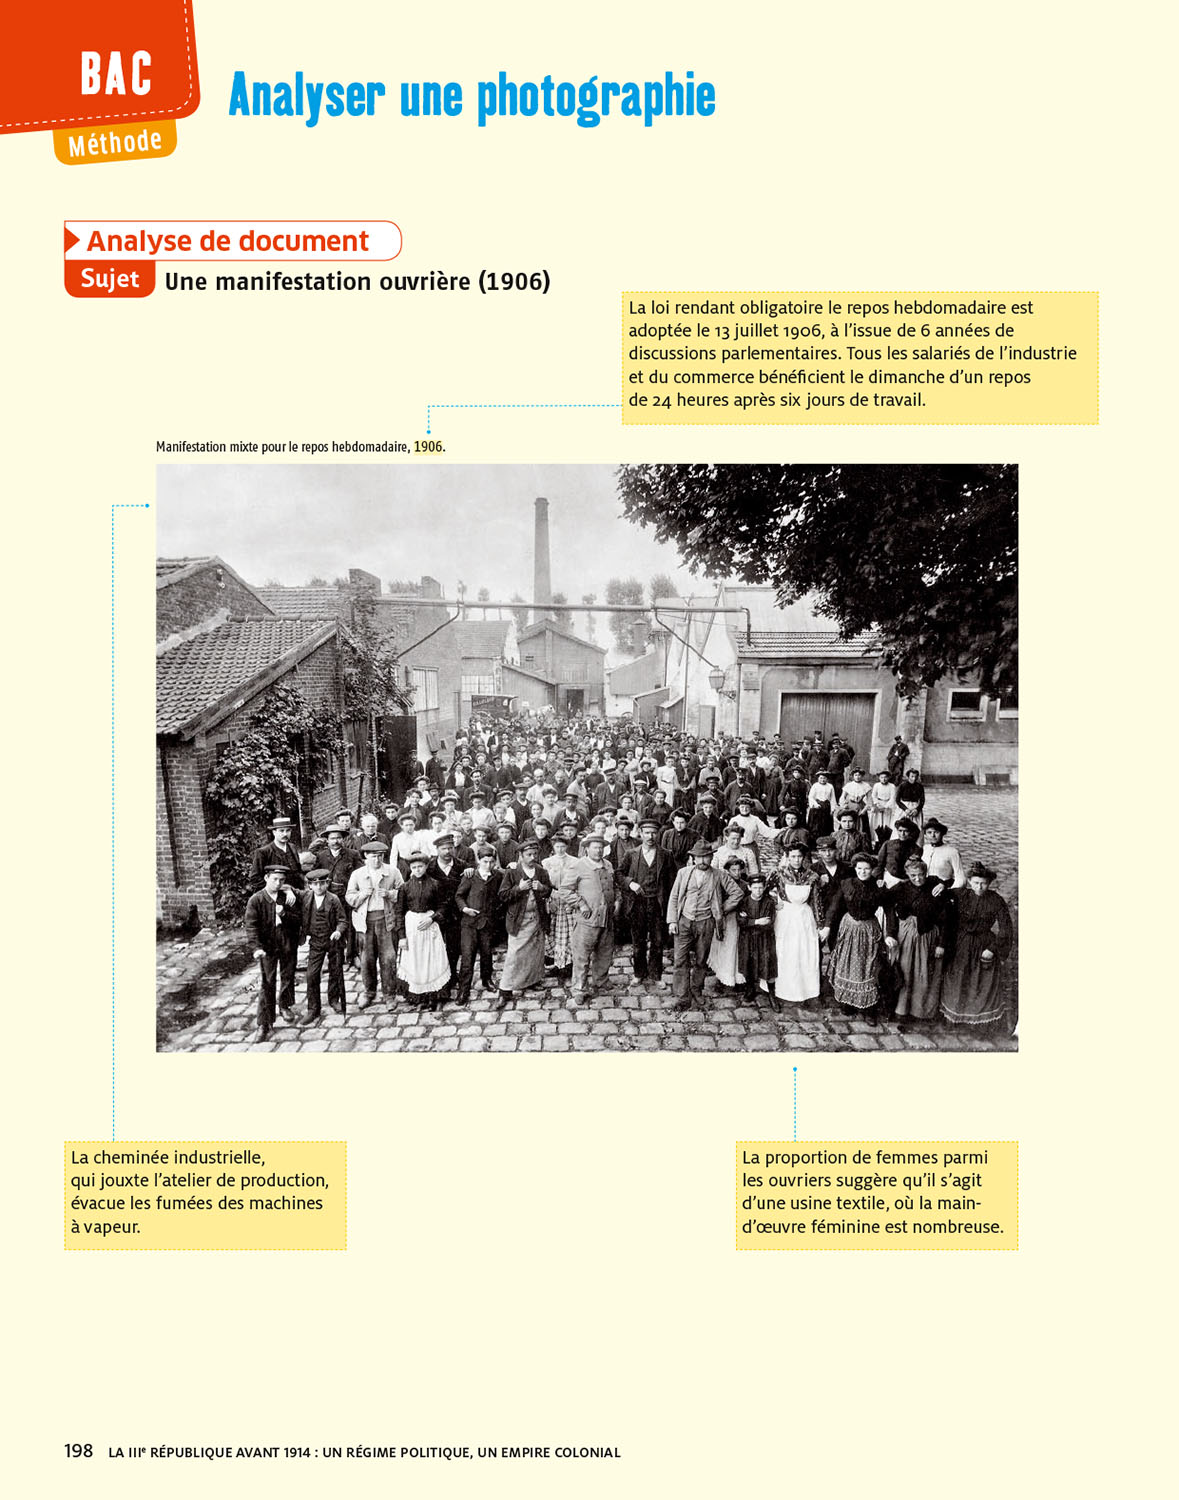 BAC
Méthode
Analyser une photographie
Analyse de document
Sujet Une manifestation ouvrière (1906)
La loi rendant obligatoire le repos hebdomadaire est
adoptée le 13 juillet 1906, à l'issue de 6 années de
discussions parlementaires. Tous les salariés de l'industrie
et du commerce bénéficient le dimanche d'un repos
de 24 heures après six jours de travail.
Manifestation mixte pour le repos hebdomadaire, 1906.
La cheminée industrielle,
qui jouxte l'atelier de production,
évacue les fumées des machines
à vapeur.
La proportion de femmes parmi
les ouvriers suggère qu'il s'agit
d'une usine textile, où la main-
d'œuvre féminine est nombreuse.
198 LA IIIe RÉPUBLIQUE AVANT 1914 : UN RÉGIME POLITIQUE, UN EMPIRE COLONIAL